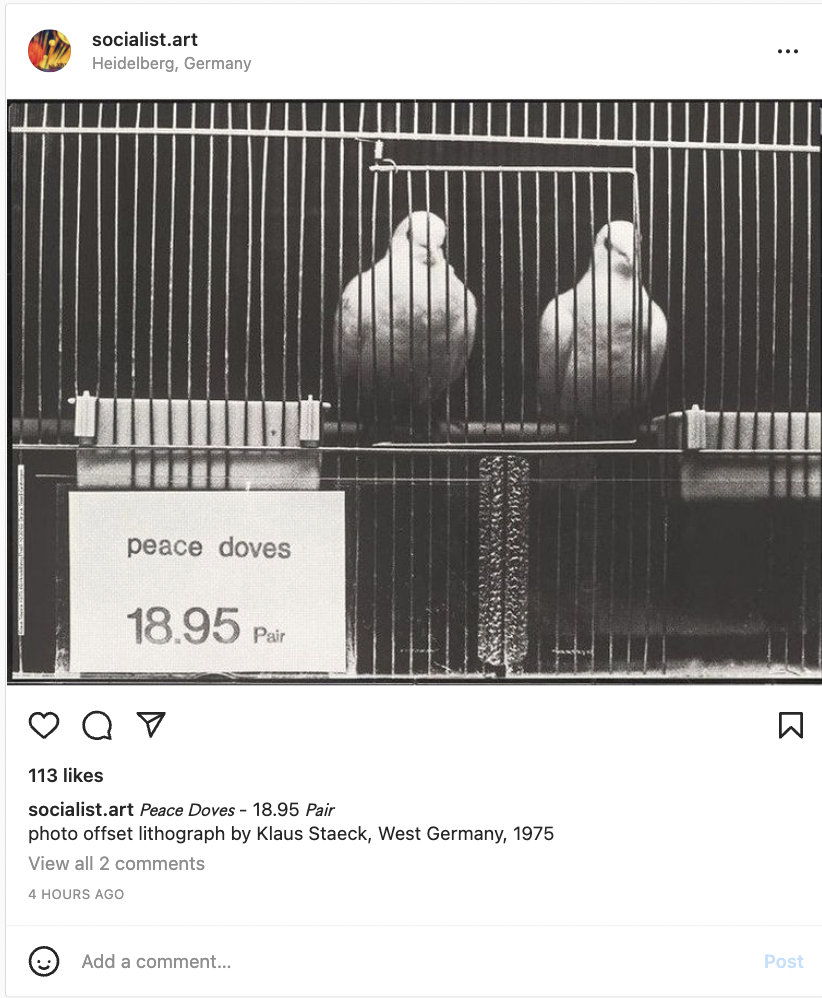 socialist.art
Heidelberg, Germany
peace doves
18.95 Pair
113 likes
socialist.art Peace Doves - 18.95 Pair
photo offset lithograph by Klaus Staeck, West Germany, 1975
View all 2 comments
4 HOURS AGO
Add a comment...
Post